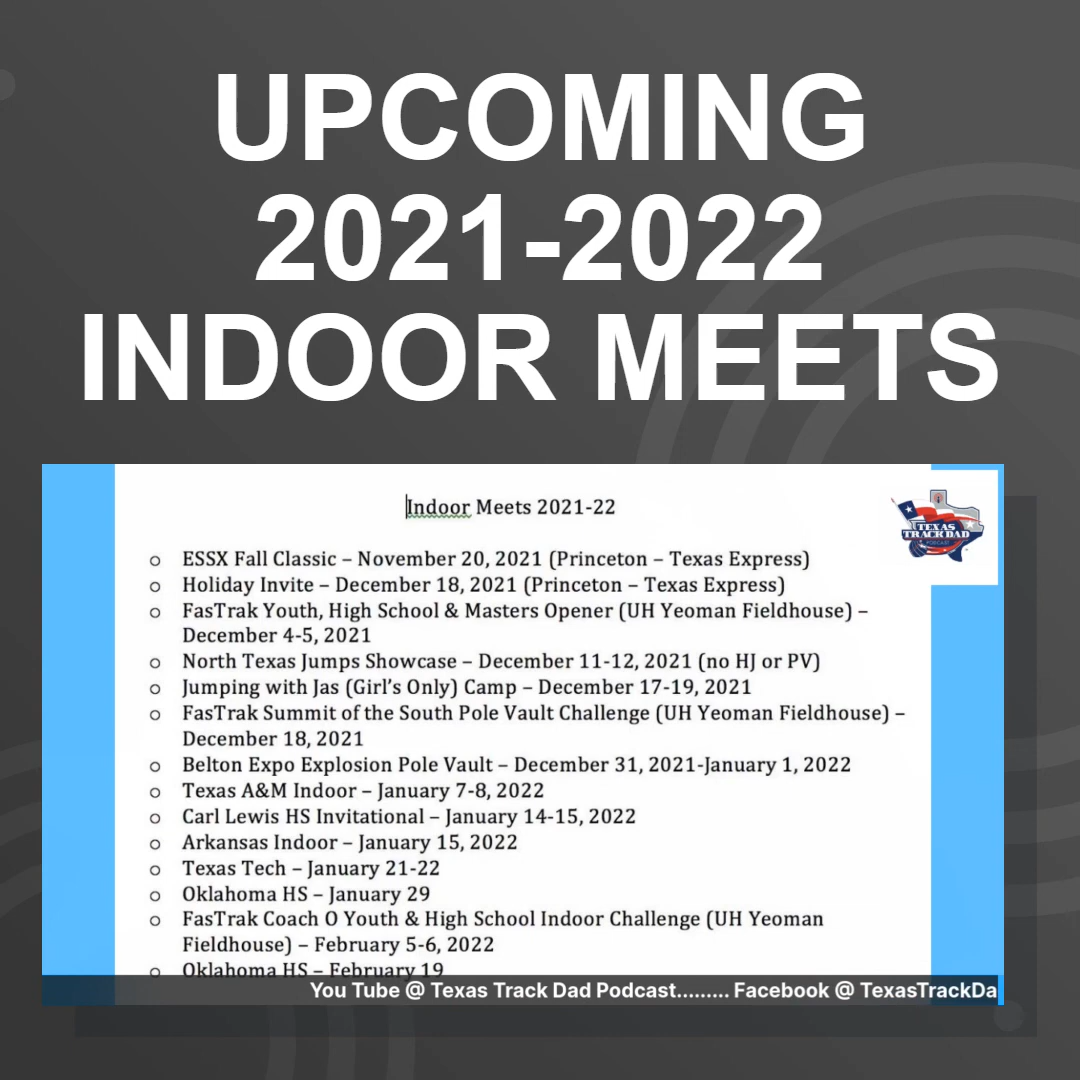 UPCOMING
2021-2022
INDOOR MEETS
Indoor Meets 2021-22
TEXAS
TRACK DAD
PODCAST
○ ESSX Fall Classic – November 20, 2021 (Princeton – Texas Express)
○ Holiday Invite – December 18, 2021 (Princeton – Texas Express)
○ FasTrak Youth, High School & Masters Opener (UH Yeoman Fieldhouse) –
December 4-5, 2021
○ North Texas Jumps Showcase – December 11-12, 2021 (no HJ or PV)
○ Jumping with Jas (Girl's Only) Camp – December 17-19, 2021
○ FasTrak Summit of the South Pole Vault Challenge (UH Yeoman Fieldhouse) –
December 18, 2021
○ Belton Expo Explosion Pole Vault – December 31, 2021-January 1, 2022
○ Texas A&M Indoor – January 7-8, 2022
○ Carl Lewis HS Invitational – January 14-15, 2022
○ Arkansas Indoor – January 15, 2022
○ Texas Tech – January 21-22
○ Oklahoma HS – January 29
○ FasTrak Coach O Youth & High School Indoor Challenge (UH Yeoman
Fieldhouse) – February 5-6, 2022
○ Oklahoma HS – February 19
You Tube @ Texas Track Dad Podcast......... Facebook @ TexasTrackDa